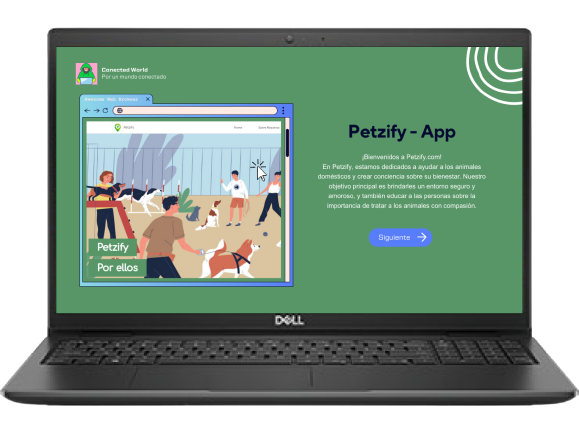 Conected World
Por un mundo conectado
Petzify
Home
Petzify
Por ellos
Petzify - App
¡Bienvenidos a Petzify.com!
En Petzify, estamos dedicados a ayudar a los animales
domésticos y crear conciencia sobre su bienestar. Nuestro
objetivo principal es brindarles un entorno seguro y
amoroso, y también educar a las personas sobre la
importancia de tratar a los animales con compasión.
Siguiente
DELL